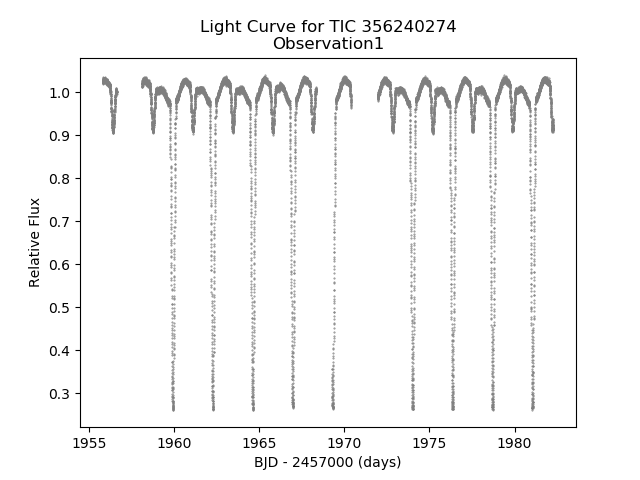 Light Curve for TIC 356240274
Observation1
Relative Flux
1.0
0.9
0.8
0.7
0.6
0.5
0.4
0.3
1955 1960 1965 1970 1975 1980
BJD - 2457000 (days)